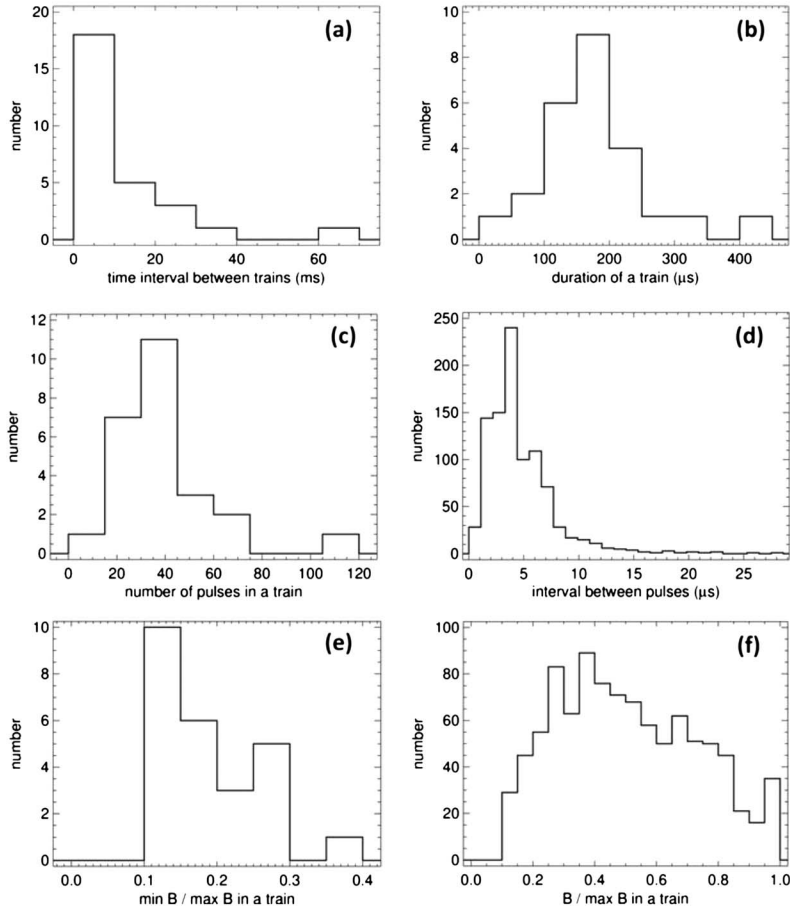 (a)
20
15
10
5
0
number
0 20 40 60
time interval between trains (ms)
(b)
10
8
6
4
2
0
number
0 100 200 300 400
duration of a train (μs)
(c)
12
10
8
6
4
2
0
number
0 20 40 60 80 100 120
number of pulses in a train
(d)
250
200
150
100
50
0
number
0 5 10 15 20 25
interval between pulses (μs)
(e)
10
8
6
4
2
0
number
0.0 0.1 0.2 0.3 0.4
min B / max B in a train
(f)
100
80
60
40
20
0
number
0.0 0.2 0.4 0.6 0.8 1.0
B / max B in a train